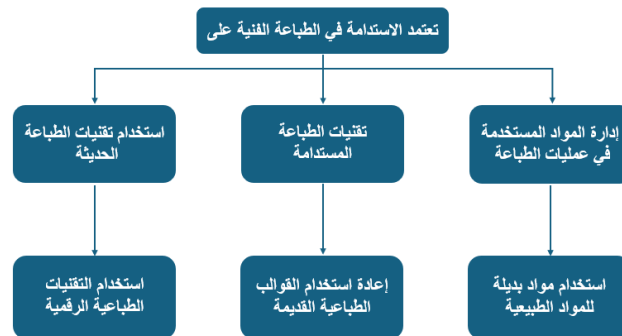 تعتمد الاستدامة في الطباعة الفنية على
إدارة المواد المستخدمة
في عمليات الطباعة
تقنيات الطباعة
المستدامة
استخدام تقنيات الطباعة
الحديثة
استخدام مواد بديلة
للمواد الطبيعية
إعادة استخدام القوالب
الطباعية القديمة
استخدام التقنيات
الطباعية الرقمية